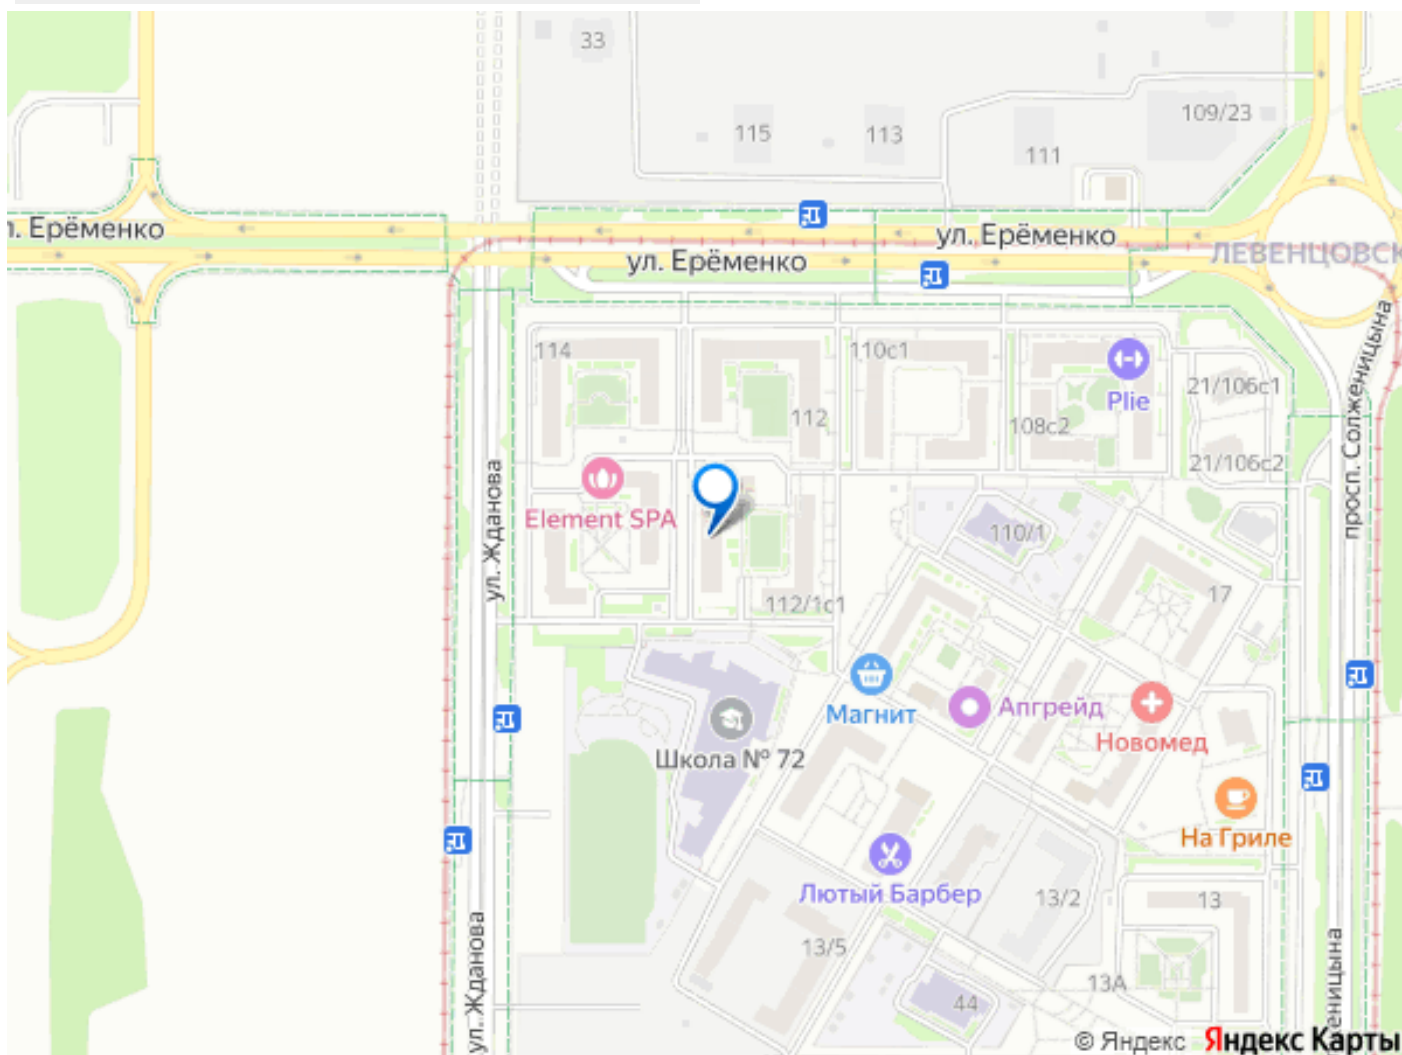 33
109/23
115
113
111
л. Ерёменко
ул. Ерёменко
ул. Ерёменко
ЛЕВЕНЦОВСК
114
110с1
112
108с2
Plie
21/106с1
21/106с2
просп. Солженицына
ул. Жданова
Element SPA
110/1
112/1с1
17
Магнит
Апгрейд
Новомед
Школа № 72
На Гриле
Лютый Барбер
13/2
13
13/5
13А
44
ул. Жданова
еницына
© Яндекс Яндекс Карты